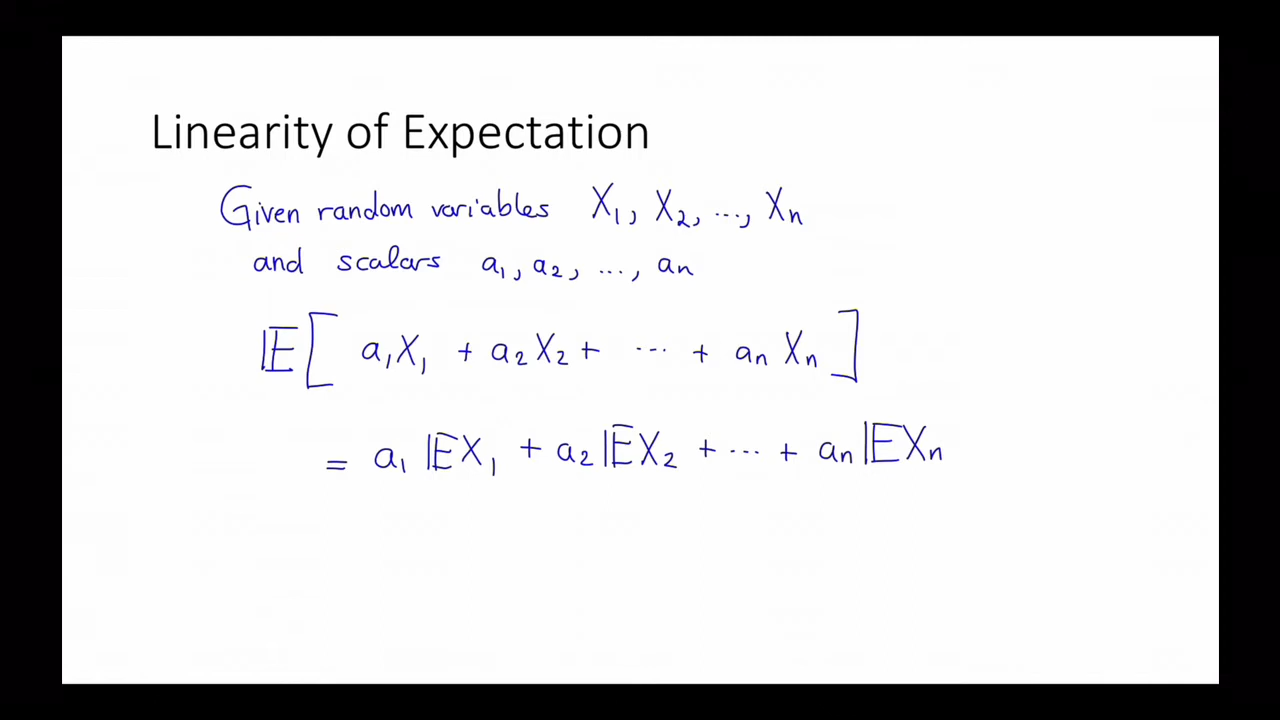 Linearity of Expectation
Given random variables X₁, X₂, ..., Xₙ
and scalars a₁, a₂, ..., aₙ
𝔼[ a₁X₁ + a₂X₂ + ··· + aₙXₙ ]
= a₁𝔼X₁ + a₂𝔼X₂ + ··· + aₙ𝔼Xₙ